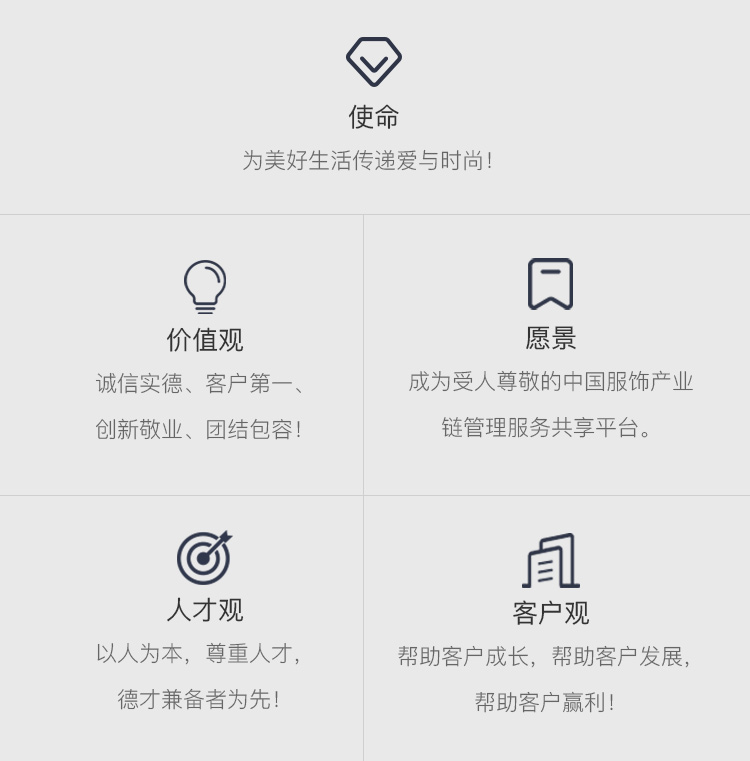 使命
为美好生活传递爱与时尚！
价值观
诚信实德、客户第一、
创新敬业、团结包容！
愿景
成为受人尊敬的中国服饰产业
链管理服务共享平台。
人才观
以人为本，尊重人才，
德才兼备者为先！
客户观
帮助客户成长，帮助客户发展，
帮助客户赢利！